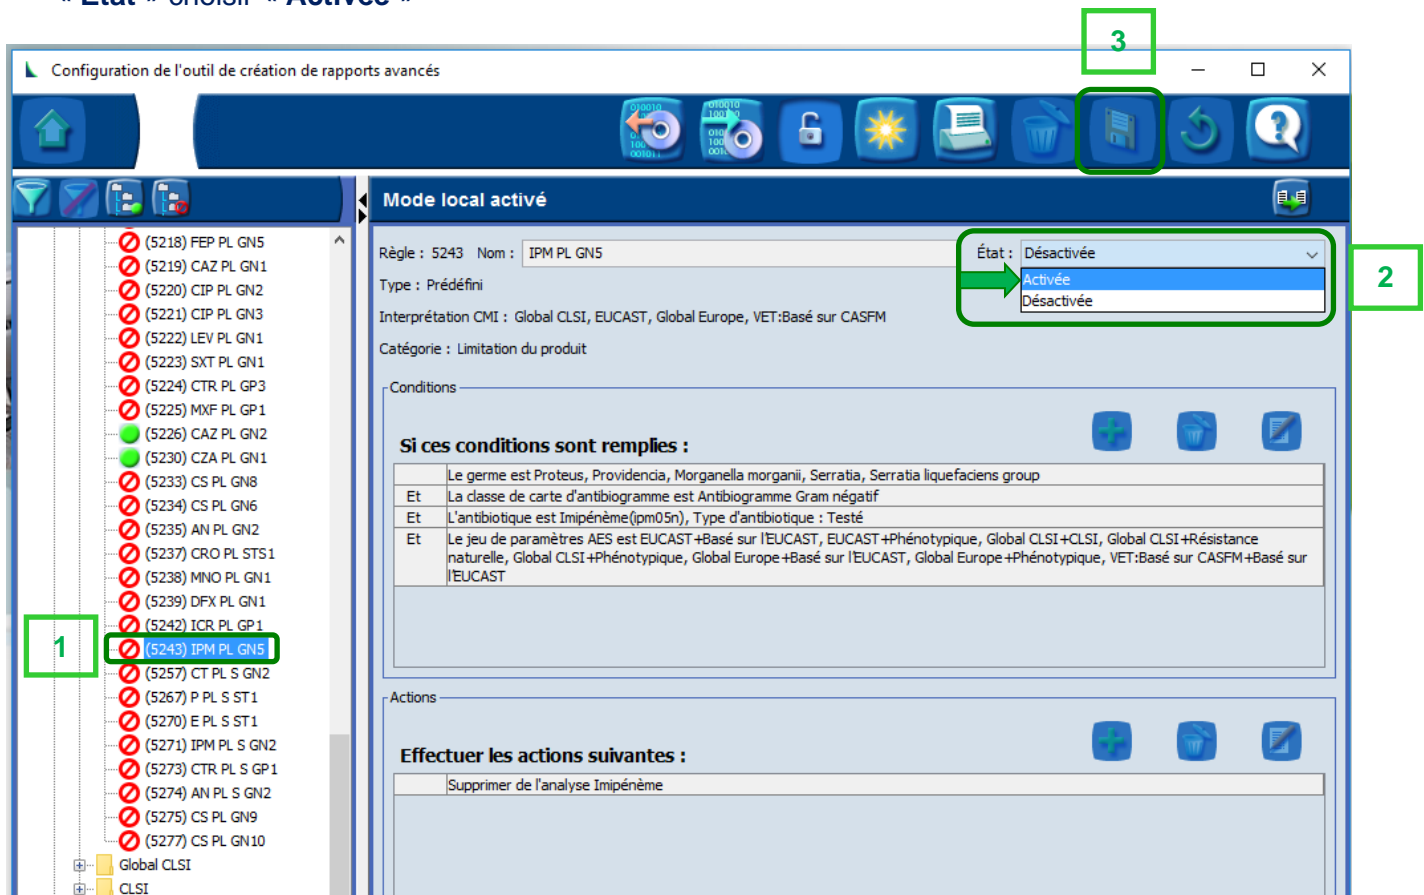 « État » choisir « Activée »
3
Configuration de l'outil de création de rapports avancés
Mode local activé
(5218) FEP PL GN5
(5219) CAZ PL GN1
(5220) CIP PL GN2
(5221) CIP PL GN3
(5222) LEV PL GN1
(5223) SXT PL GN1
(5224) CTR PL GP3
(5225) MXF PL GP1
(5226) CAZ PL GN2
(5230) CZA PL GN1
(5233) CS PL GN8
(5234) CS PL GN6
(5235) AN PL GN2
(5237) CRO PL STS1
(5238) MNO PL GN1
(5239) DFX PL GN1
(5242) ICR PL GP1
1
(5243) IPM PL GN5
(5257) CT PL S GN2
(5267) P PL S ST1
(5270) E PL S ST1
(5271) IPM PL S GN2
(5273) CTR PL S GP1
(5274) AN PL S GN2
(5275) CS PL GN9
(5277) CS PL GN10
Global CLSI
CLSI
Règle : 5243 Nom : IPM PL GN5 État : Désactivée
Activée
Désactivée
2
Type : Prédéfini
Interprétation CMI : Global CLSI, EUCAST, Global Europe, VET:Basé sur CASFM
Catégorie : Limitation du produit
Conditions
Si ces conditions sont remplies :
Le germe est Proteus, Providencia, Morganella morganii, Serratia, Serratia liquefaciens group
Et La classe de carte d'antibiogramme est Antibiogramme Gram négatif
Et L'antibiotique est Imipénème(ipm05n), Type d'antibiotique : Testé
Et Le jeu de paramètres AES est EUCAST+Basé sur l'EUCAST, EUCAST+Phénotypique, Global CLSI+CLSI, Global CLSI+Résistance
naturelle, Global CLSI+Phénotypique, Global Europe+Basé sur l'EUCAST, Global Europe+Phénotypique, VET:Basé sur CASFM+Basé sur
l'EUCAST
Actions
Effectuer les actions suivantes :
Supprimer de l'analyse Imipénème